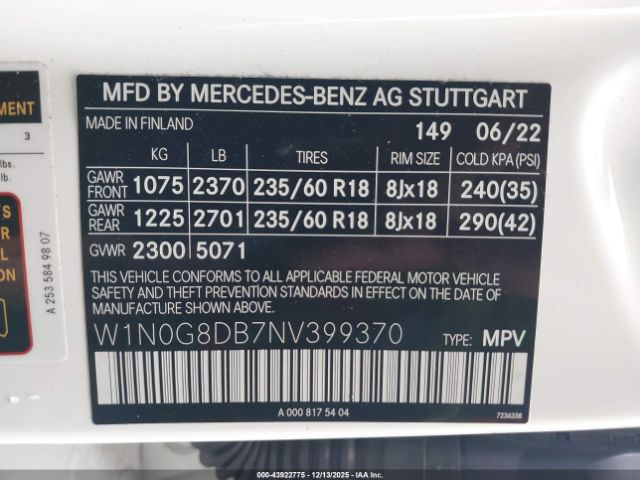 MFD BY MERCEDES-BENZ AG STUTTGART
MADE IN FINLAND 149 06/22
KG LB TIRES RIM SIZE COLD KPA(PSI)
GAWR FRONT 1075 2370 235/60 R18 8Jx18 240(35)
GAWR REAR 1225 2701 235/60 R18 8Jx18 290(42)
GVWR 2300 5071
THIS VEHICLE CONFORMS TO ALL APPLICABLE FEDERAL MOTOR VEHICLE
SAFETY, BUMPER, AND THEFT PREVENTION STANDARDS IN EFFECT ON THE DATE
OF MANUFACTURE SHOWN ABOVE.
W1N0G8DB7NV399370 TYPE: MPV
A 000 817 54 04
7236338
3
lbs.
lb.
A 253 584 98 07
000-43922775 - 12/13/2025 - IAAI.COM